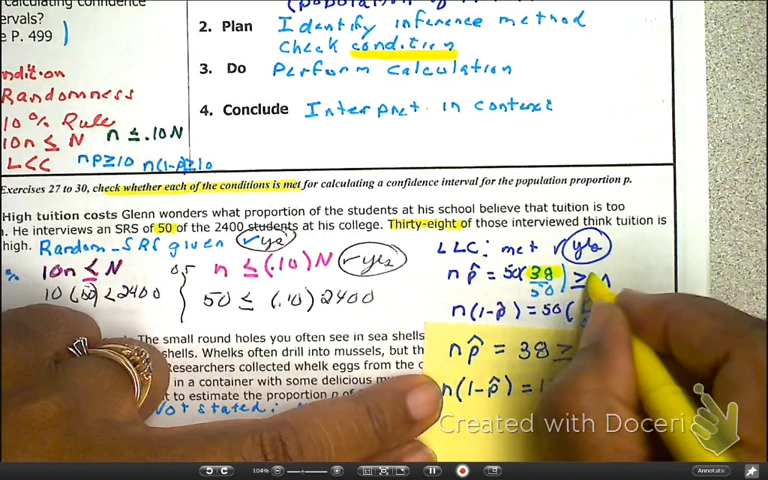 calculating confidence
ervals?
e P. 499 )
ndition
Randomness
10% Rule
10n ≤ N n ≤ .10N
LCC np≥10 n(1-p)≥10
2. Plan Identify inference method
check condition
3. Do Perform calculation
4. Conclude Interpret in context
Exercises 27 to 30, check whether each of the conditions is met for calculating a confidence interval for the population proportion p.
High tuition costs Glenn wonders what proportion of the students at his school believe that tuition is too
. He interviews an SRS of 50 of the 2400 students at his college. Thirty-eight of those interviewed think tuition is
high. Random - SRS given ✓yes
% 10n ≤ N or n ≤ (.10)N ✓yes
10(50) < 2400 50 ≤ (.10) 2400
LLC: met ✓yes
n p̂ = 50(38/50) ≥
n(1-p̂) = 50(
n p̂ = 38 ≥
n(1-p̂) = 1
The small round holes you often see in sea shells
shells. Whelks often drill into mussels, but th
Researchers collected whelk eggs from the c
in a container with some delicious m
t to estimate the proportion p of
Not stated:
Created with Doceri
104%
Annotate